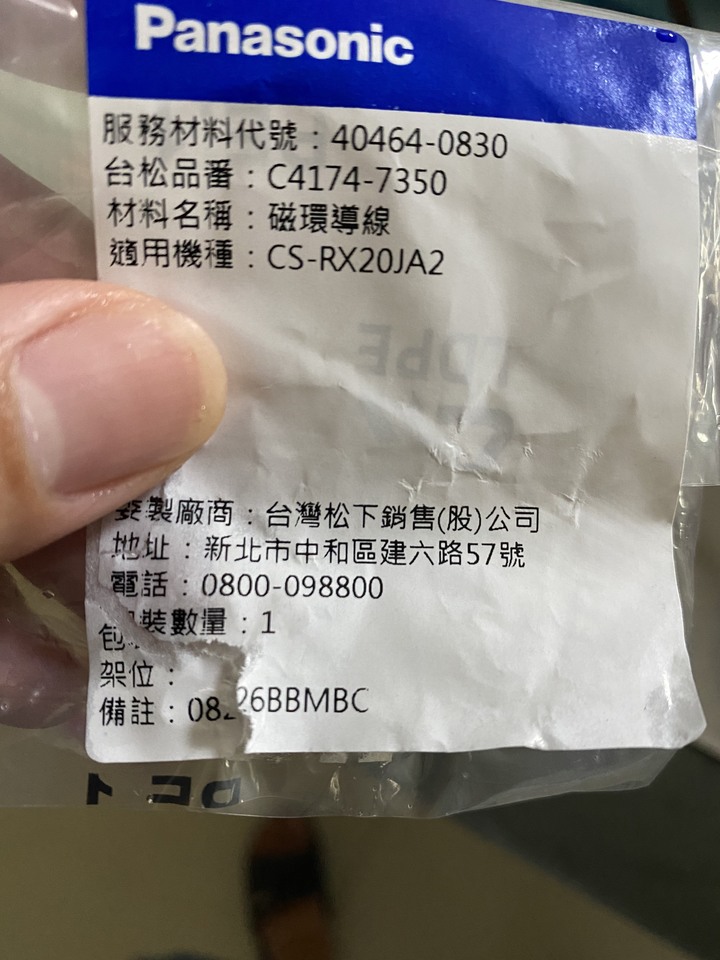 Panasonic
服務材料代號：40464-0830
台松品番：C4174-7350
材料名稱：磁環導線
適用機種：CS-RX20JA2
製廠商：台灣松下銷售(股)公司
地址：新北市中和區建六路57號
電話：0800-098800
包裝數量：1
架位：
備註：08 26BBMBC